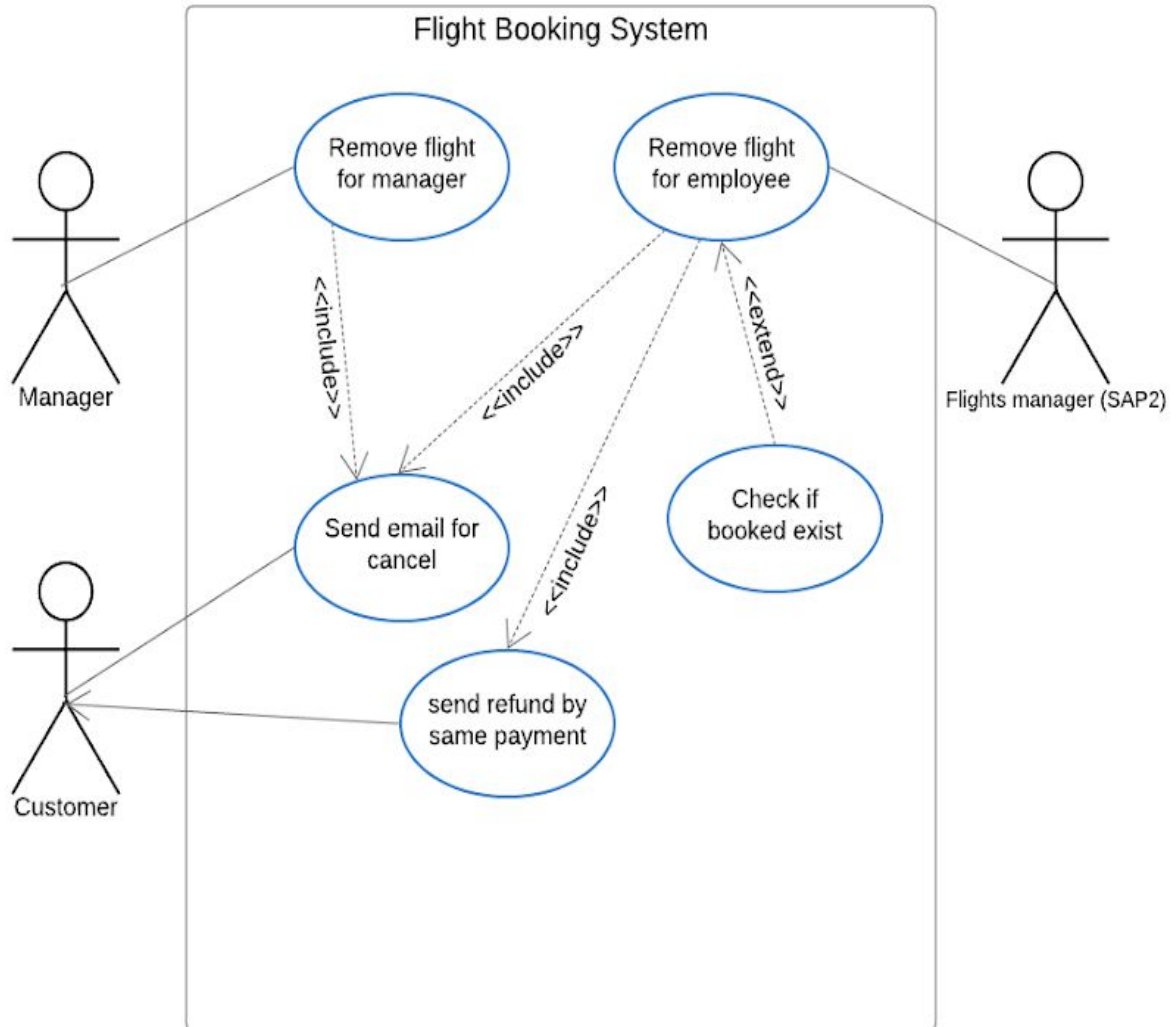 Flight Booking System
Remove flight
for manager
Remove flight
for employee
Manager
Flights manager (SAP2)
<<include>>
<<include>>
<<extend>>
Send email for
cancel
Check if
booked exist
<<include>>
send refund by
same payment
Customer